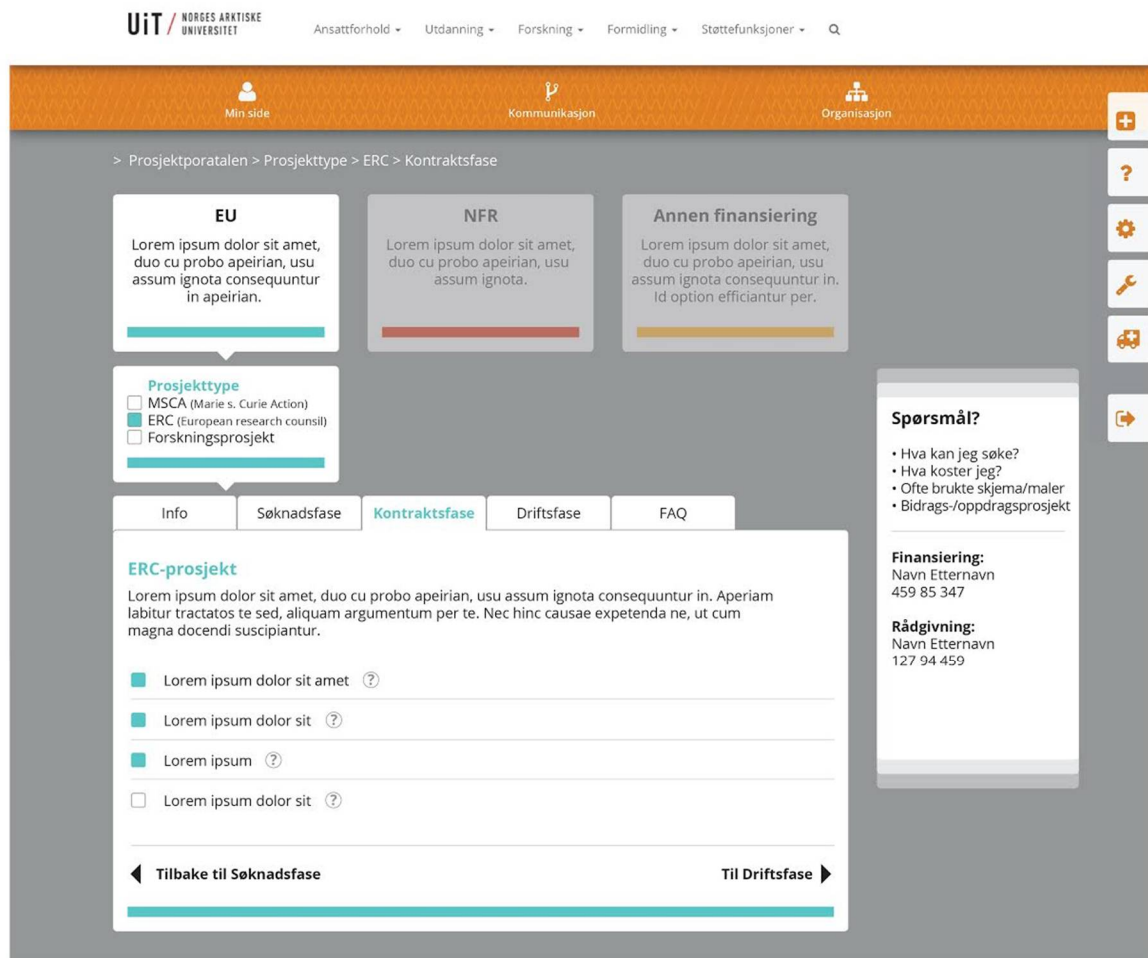 UiT / NORGES ARKTISKE
UNIVERSITET
Ansattforhold Utdanning Forskning Formidling Støttefunksjoner
Min side Kommunikasjon Organisasjon
> Prosjektporatalen > Prosjekttype > ERC > Kontraktsfase
EU
Lorem ipsum dolor sit amet,
duo cu probo apeirian, usu
assum ignota consequuntur
in apeirian.
NFR
Lorem ipsum dolor sit amet,
duo cu probo apeirian, usu
assum ignota.
Annen finansiering
Lorem ipsum dolor sit amet,
duo cu probo apeirian, usu
assum ignota consequuntur in.
Id option efficiantur per.
Prosjekttype
MSCA (Marie s. Curie Action)
ERC (European research counsil)
Forskningsprosjekt
Info Søknadsfase Kontraktsfase Driftsfase FAQ
ERC-prosjekt
Lorem ipsum dolor sit amet, duo cu probo apeirian, usu assum ignota consequuntur in. Aperiam
labitur tractatos te sed, aliquam argumentum per te. Nec hinc causae expetenda ne, ut cum
magna docendi suscipiantur.
Lorem ipsum dolor sit amet ?
Lorem ipsum dolor sit ?
Lorem ipsum ?
Lorem ipsum dolor sit ?
Tilbake til Søknadsfase
Til Driftsfase
Spørsmål?
• Hva kan jeg søke?
• Hva koster jeg?
• Ofte brukte skjema/maler
• Bidrags-/oppdragsprosjekt
Finansiering:
Navn Etternavn
459 85 347
Rådgivning:
Navn Etternavn
127 94 459